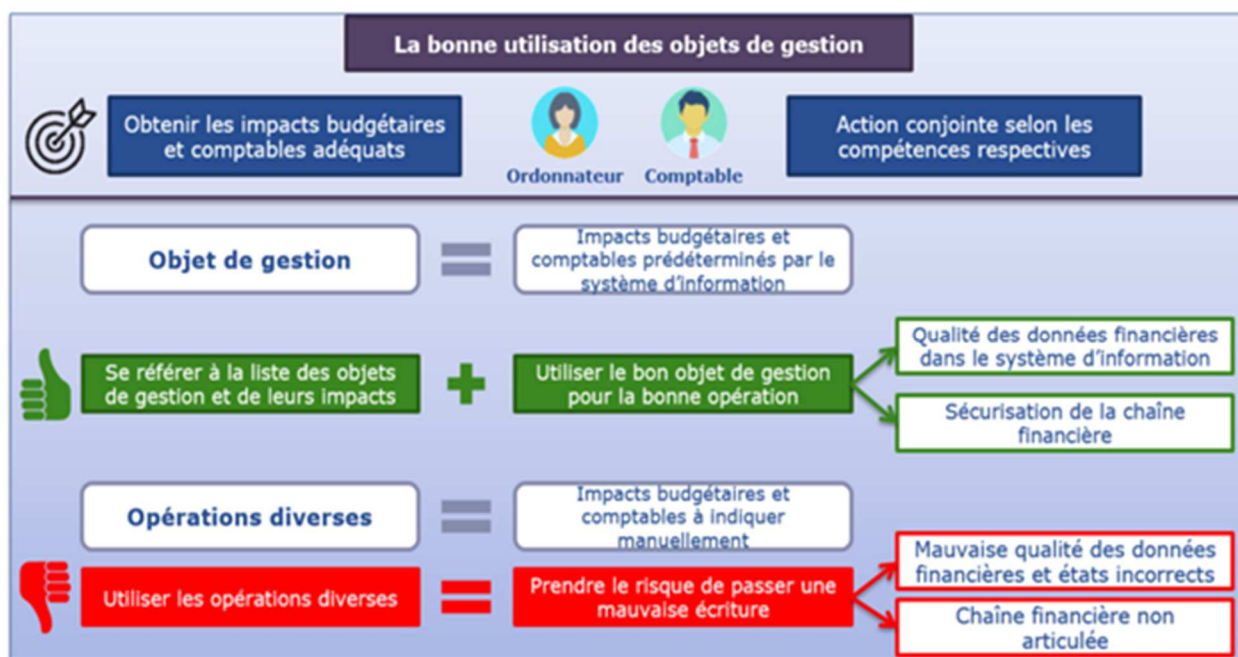 La bonne utilisation des objets de gestion
Obtenir les impacts budgétaires
et comptables adéquats
Ordonnateur
Comptable
Action conjointe selon les
compétences respectives
Objet de gestion
Impacts budgétaires et
comptables prédéterminés par le
système d'information
Se référer à la liste des objets
de gestion et de leurs impacts
Utiliser le bon objet de gestion
pour la bonne opération
Qualité des données financières
dans le système d'information
Sécurisation de la chaîne
financière
Opérations diverses
Impacts budgétaires et
comptables à indiquer
manuellement
Utiliser les opérations diverses
Prendre le risque de passer une
mauvaise écriture
Mauvaise qualité des données
financières et états incorrects
Chaîne financière non
articulée